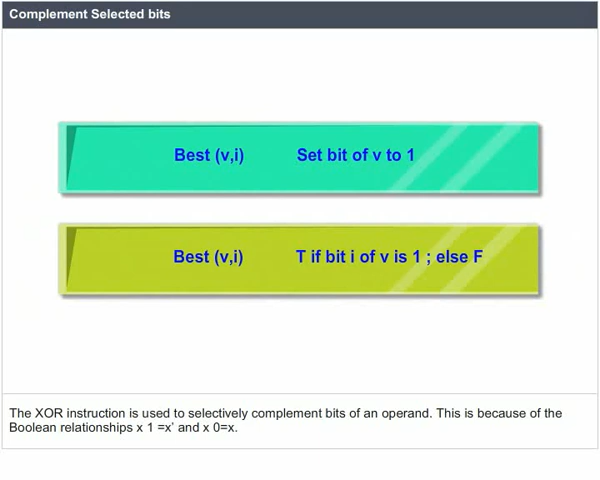 Complement Selected bits
Best (v,i) Set bit of v to 1
Best (v,i) T if bit i of v is 1 ; else F
The XOR instruction is used to selectively complement bits of an operand. This is because of the
Boolean relationships x 1 =x’ and x 0=x.